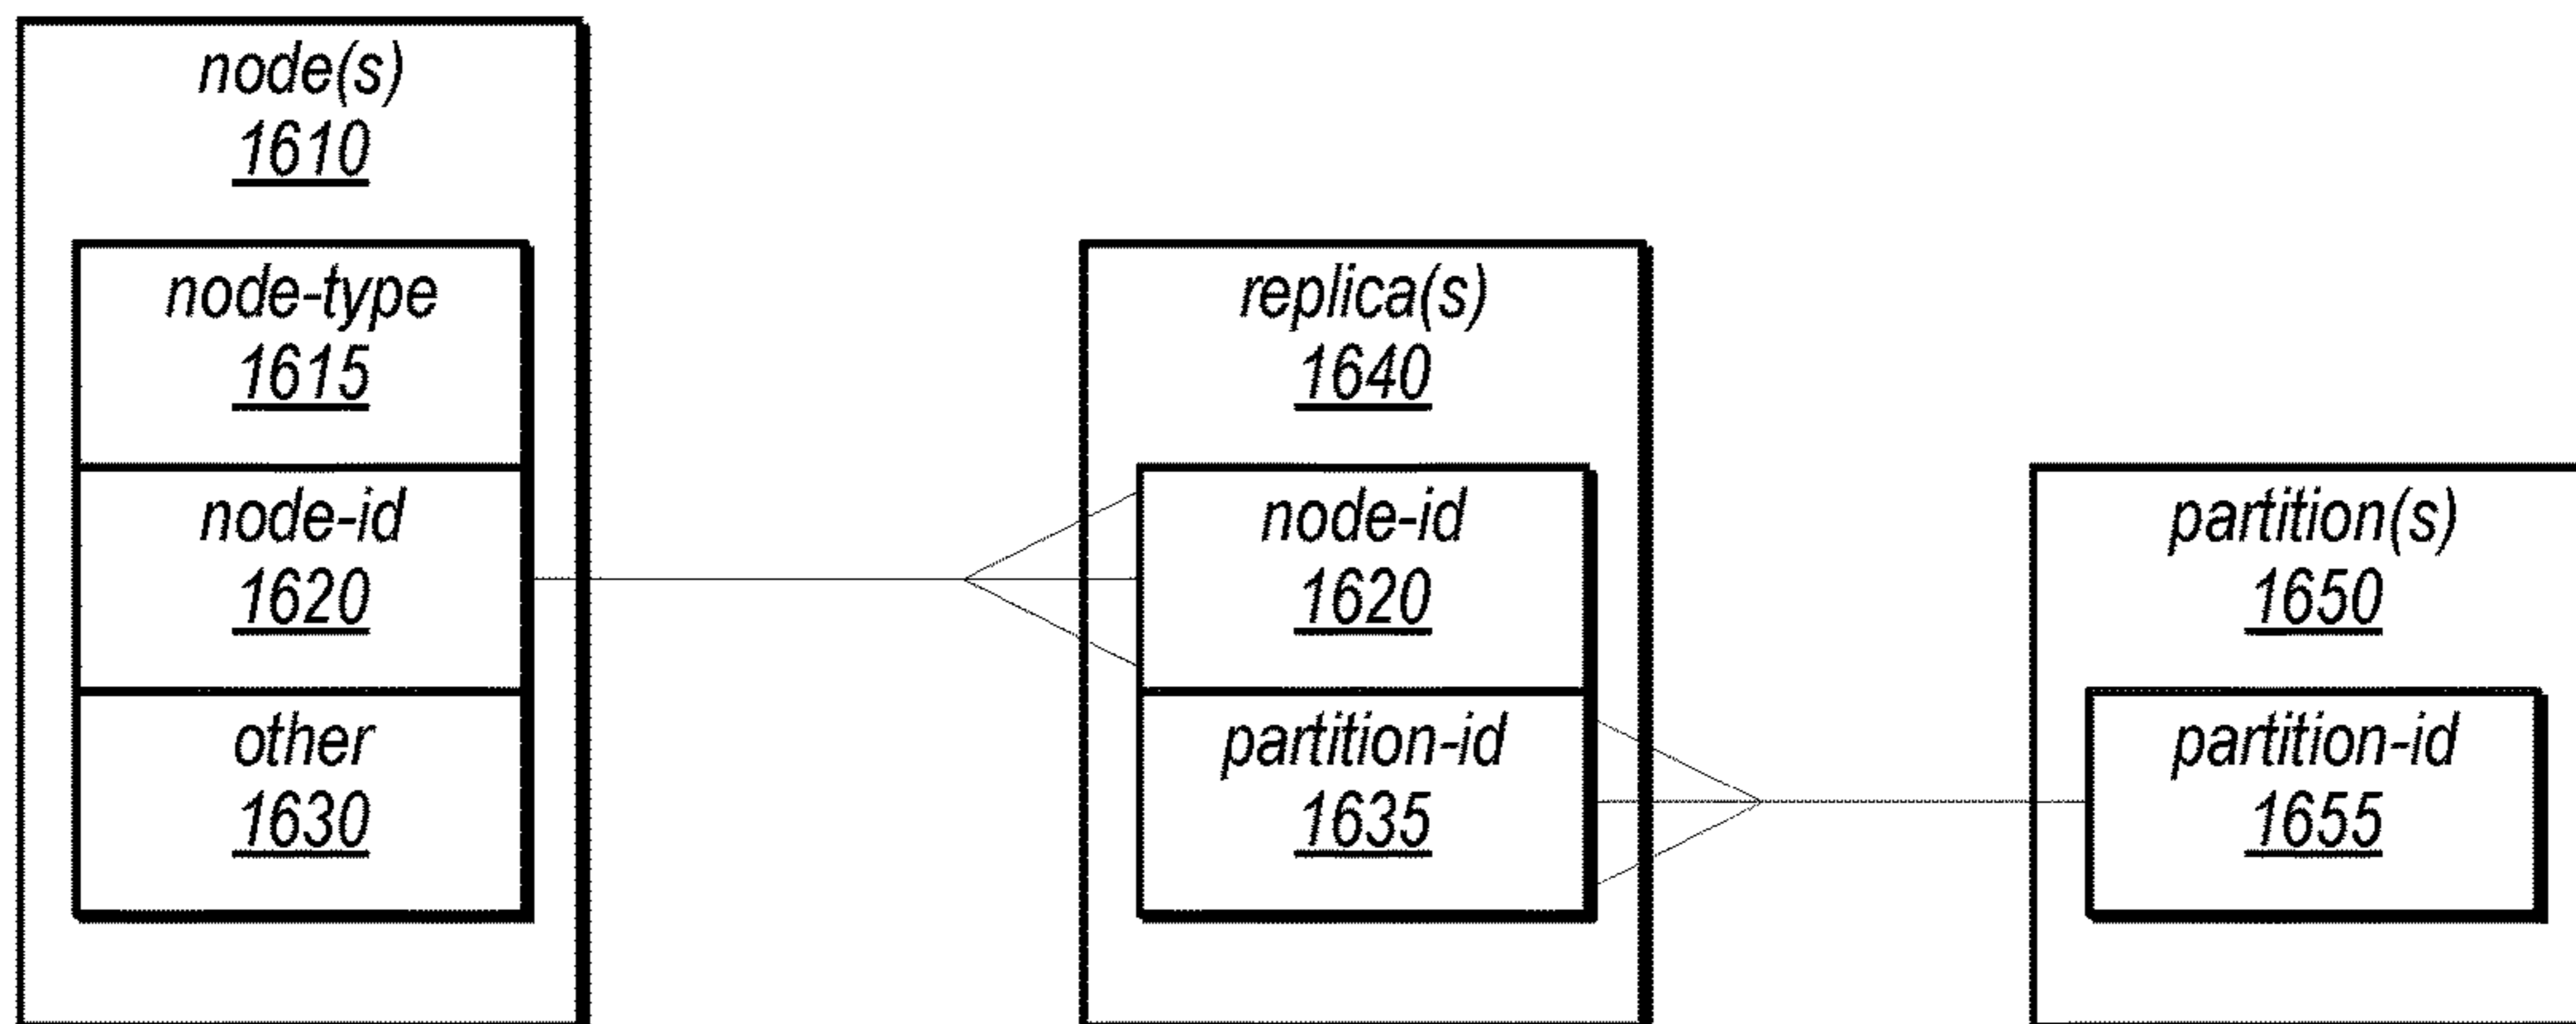 node(s)
1610
node-type
1615
node-id
1620
other
1630
replica(s)
1640
node-id
1620
partition-id
1635
partition(s)
1650
partition-id
1655